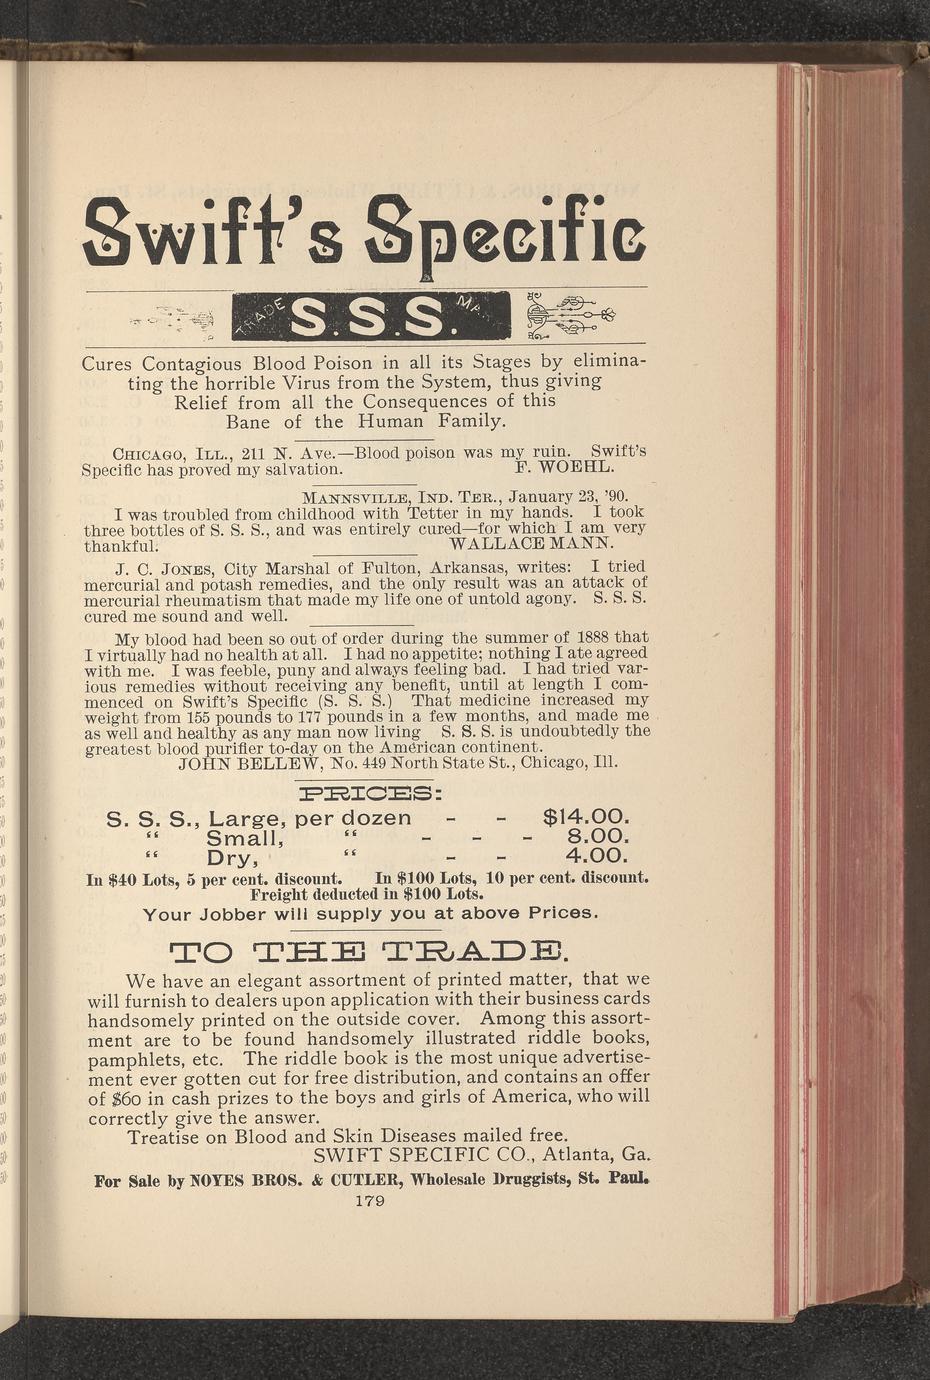 Swift's Specific
TRADE S.S.S. MARK
Cures Contagious Blood Poison in all its Stages by elimina-
ting the horrible Virus from the System, thus giving
Relief from all the Consequences of this
Bane of the Human Family.
CHICAGO, ILL., 211 N. Ave.—Blood poison was my ruin. Swift's
Specific has proved my salvation. F. WOEHL.
MANNSVILLE, IND. TER., January 23, '90.
I was troubled from childhood with Tetter in my hands. I took
three bottles of S. S. S., and was entirely cured—for which I am very
thankful. WALLACE MANN.
J. C. JONES, City Marshal of Fulton, Arkansas, writes: I tried
mercurial and potash remedies, and the only result was an attack of
mercurial rheumatism that made my life one of untold agony. S. S. S.
cured me sound and well.
My blood had been so out of order during the summer of 1888 that
I virtually had no health at all. I had no appetite; nothing I ate agreed
with me. I was feeble, puny and always feeling bad. I had tried var-
ious remedies without receiving any benefit, until at length I com-
menced on Swift's Specific (S. S. S.) That medicine increased my
weight from 155 pounds to 177 pounds in a few months, and made me
as well and healthy as any man now living S. S. S. is undoubtedly the
greatest blood purifier to-day on the American continent.
JOHN BELLEW, No. 449 North State St., Chicago, Ill.
PRICES:
S. S. S., Large, per dozen - - $14.00.
“ Small, “ - - - 8.00.
“ Dry, “ - - 4.00.
In $40 Lots, 5 per cent. discount. In $100 Lots, 10 per cent. discount.
Freight deducted in $100 Lots.
Your Jobber will supply you at above Prices.
TO THE TRADE.
We have an elegant assortment of printed matter, that we
will furnish to dealers upon application with their business cards
handsomely printed on the outside cover. Among this assort-
ment are to be found handsomely illustrated riddle books,
pamphlets, etc. The riddle book is the most unique advertise-
ment ever gotten out for free distribution, and contains an offer
of $60 in cash prizes to the boys and girls of America, who will
correctly give the answer.
Treatise on Blood and Skin Diseases mailed free.
SWIFT SPECIFIC CO., Atlanta, Ga.
For Sale by NOYES BROS. & CUTLER, Wholesale Druggists, St. Paul.
179